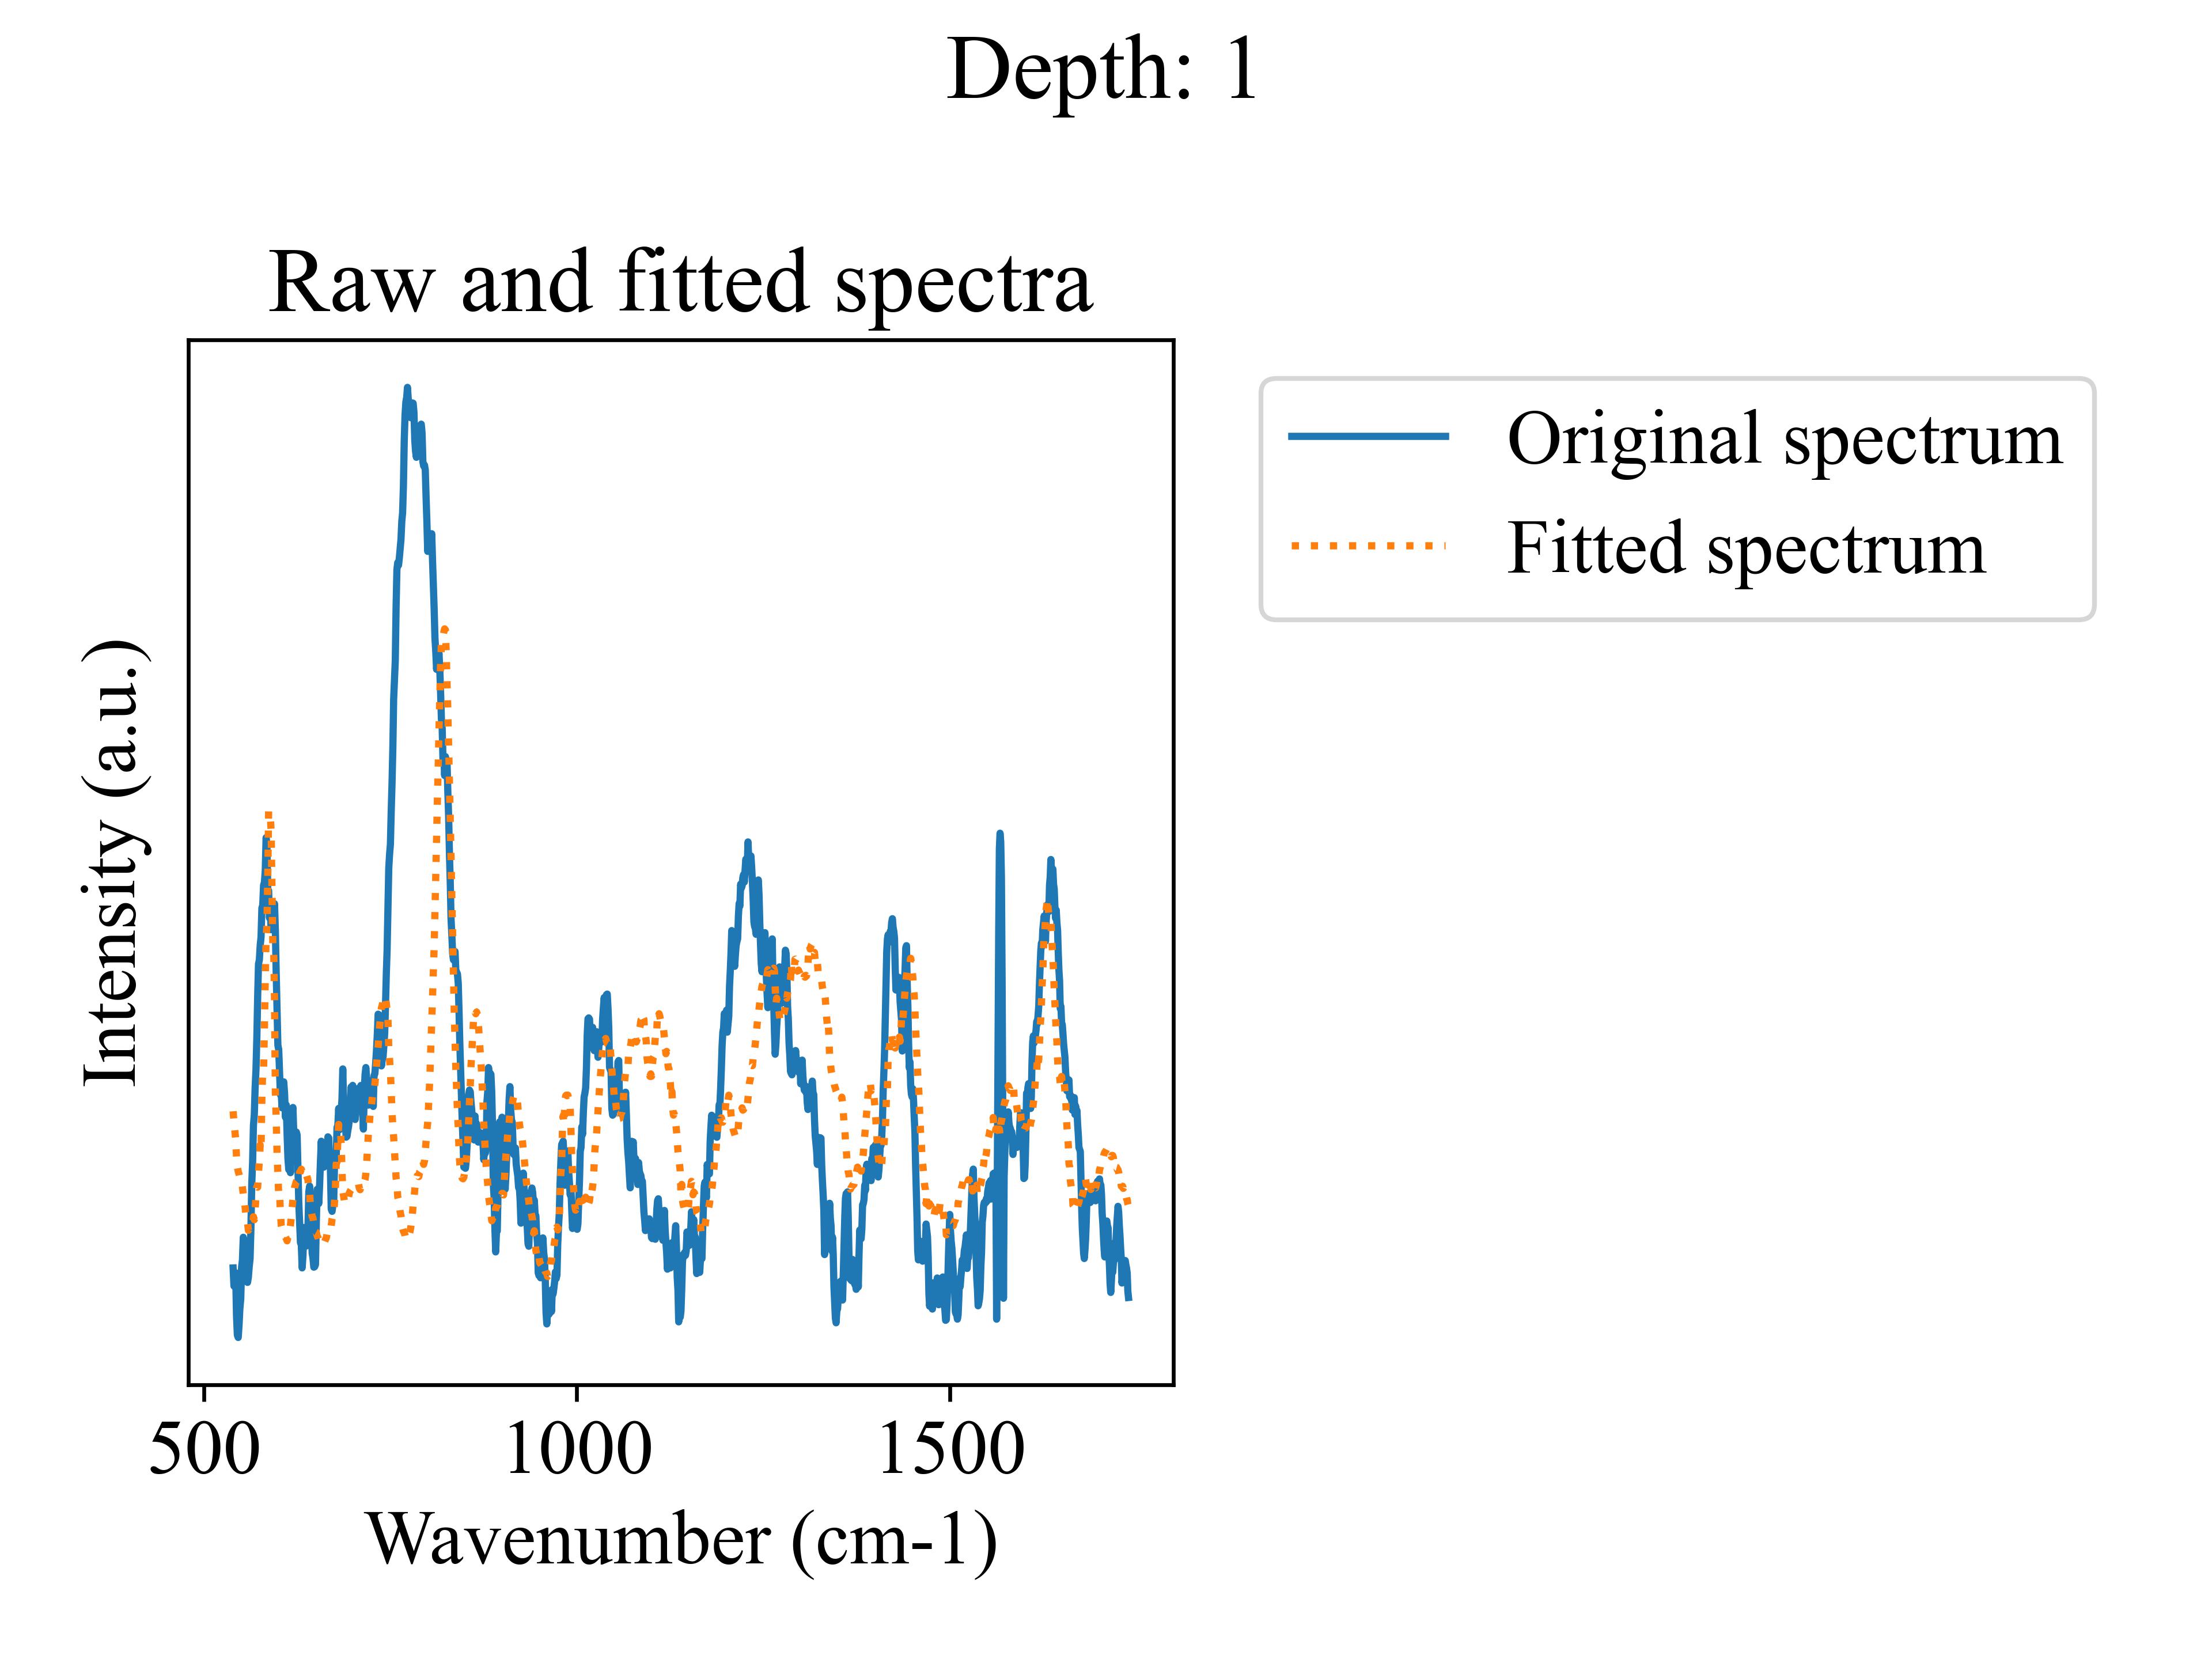 Depth: 1
Raw and fitted spectra
Original spectrum
Fitted spectrum
Intensity (a.u.)
500 1000 1500
Wavenumber (cm-1)